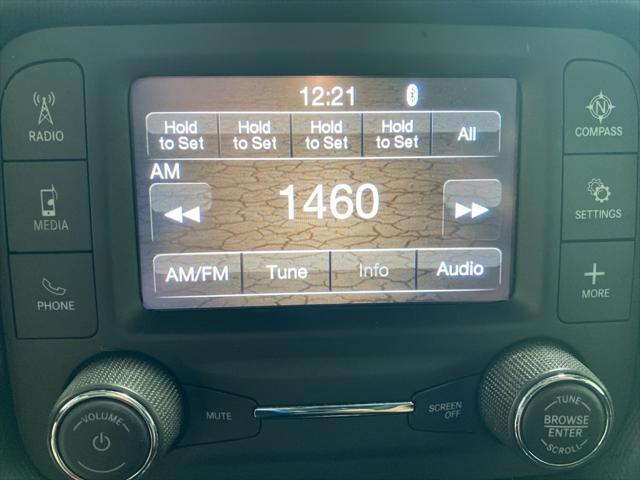 12:21
Hold to Set
Hold to Set
Hold to Set
Hold to Set
All
AM
1460
AM/FM
Tune
Info
Audio
RADIO
MEDIA
PHONE
COMPASS
N
SETTINGS
MORE
VOLUME
MUTE
SCREEN OFF
TUNE
BROWSE
ENTER
SCROLL